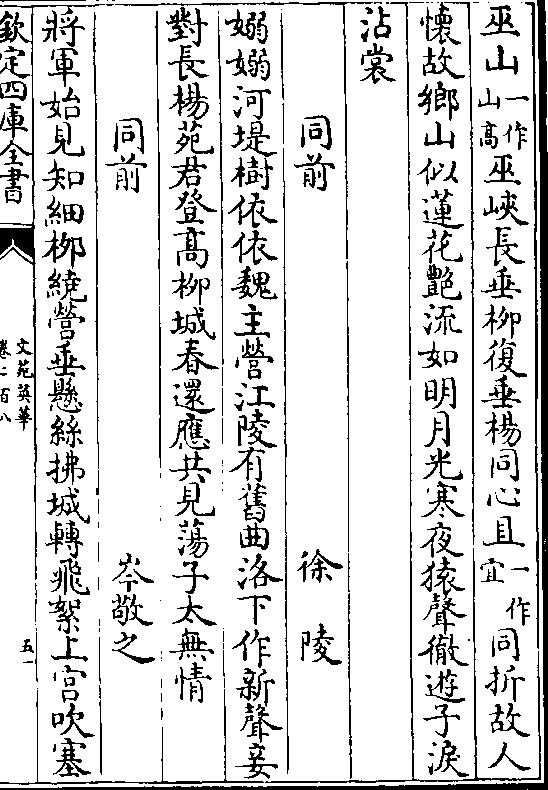 巫山一作山高巫峽長垂柳復垂楊同心且一作宜同折故人
懷故鄉山似蓮花艷流如明月光寒夜猿聲徹遊子淚
沾裳
同前 徐陵
嫋嫋河堤樹依依魏主營江陵有舊曲洛下作新聲妾
對長楊苑君登髙柳城春還應共見蕩子太無情
同前 岑敬之
將軍始見知細柳繞營垂懸絲拂城轉飛絮上宮吹塞
欽定四庫全書
文苑英華
卷二百八
五一